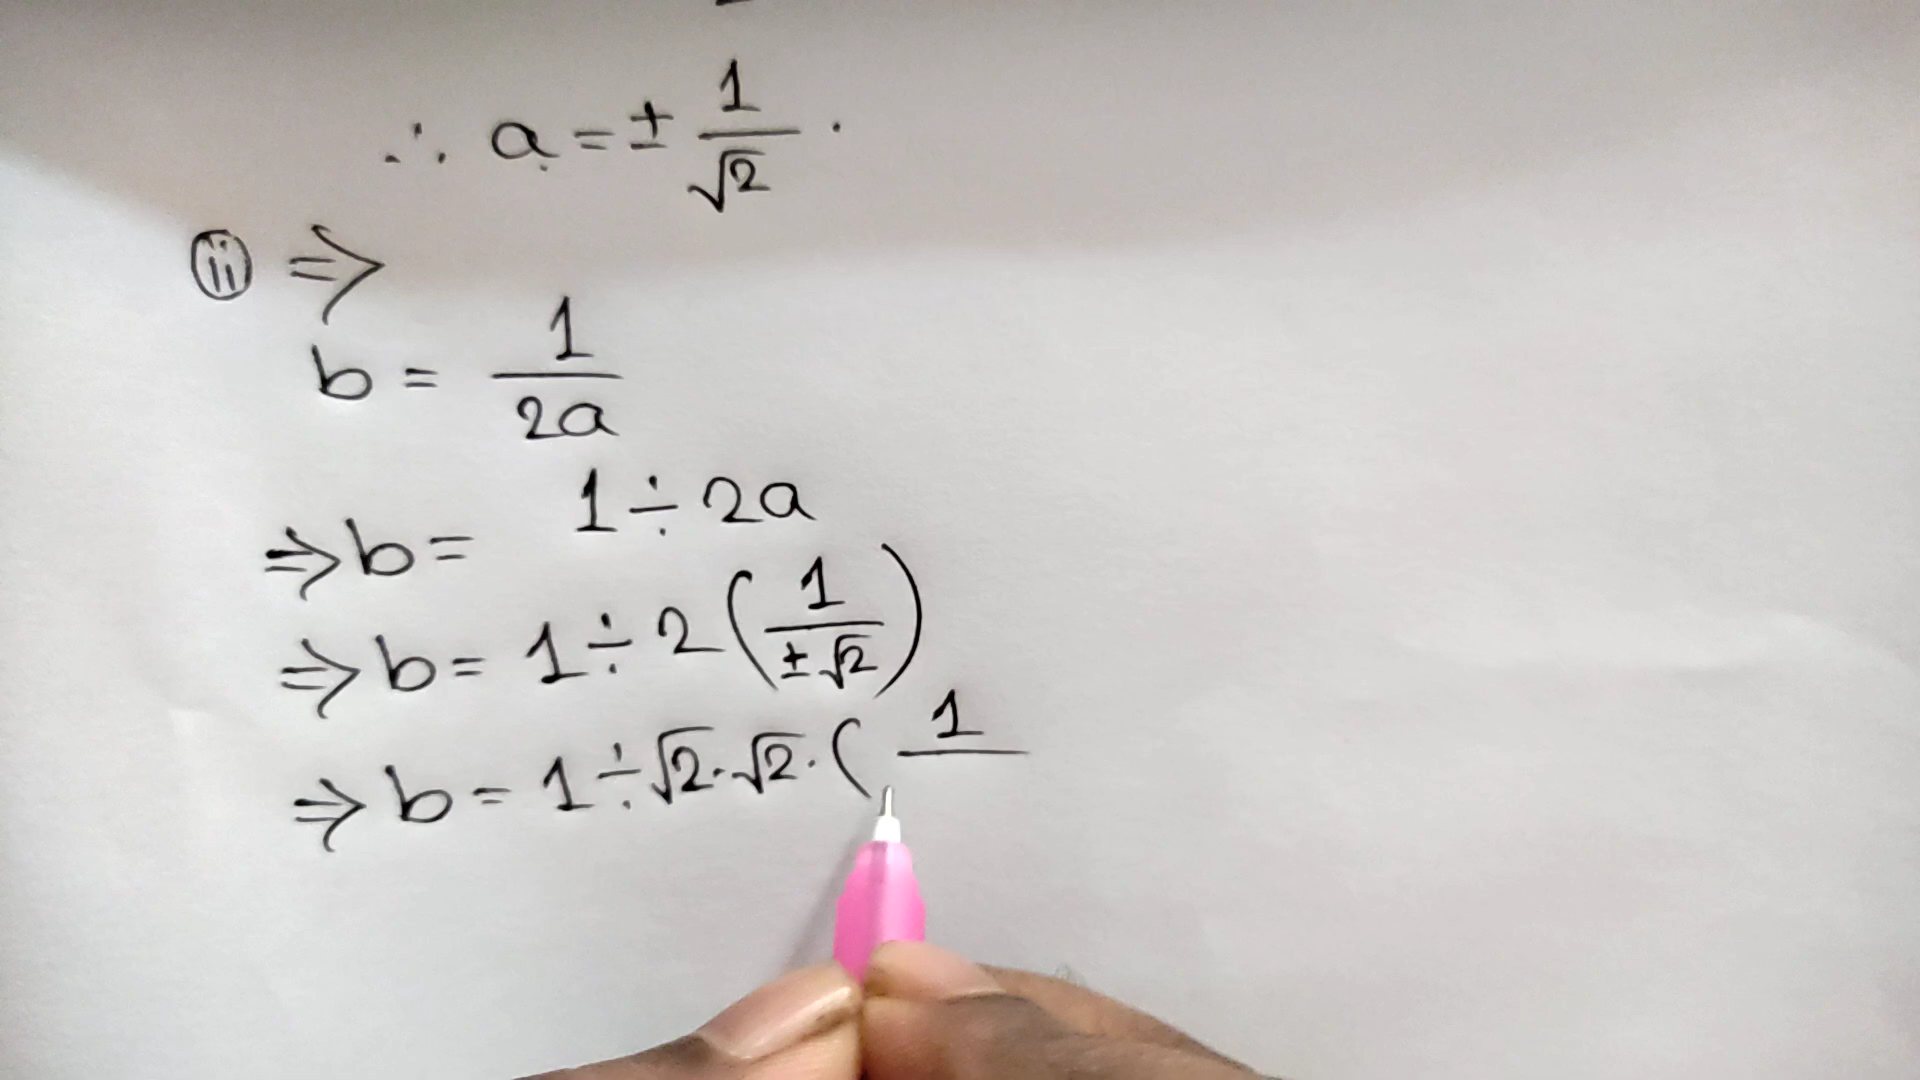 ∴ a = ± 1/√2 .
ⓘⓘ ⇒
b = 1/2a
⇒ b = 1 ÷ 2a
⇒ b = 1 ÷ 2 (1/±√2)
⇒ b = 1 ÷ √2 . √2 . ( 1/